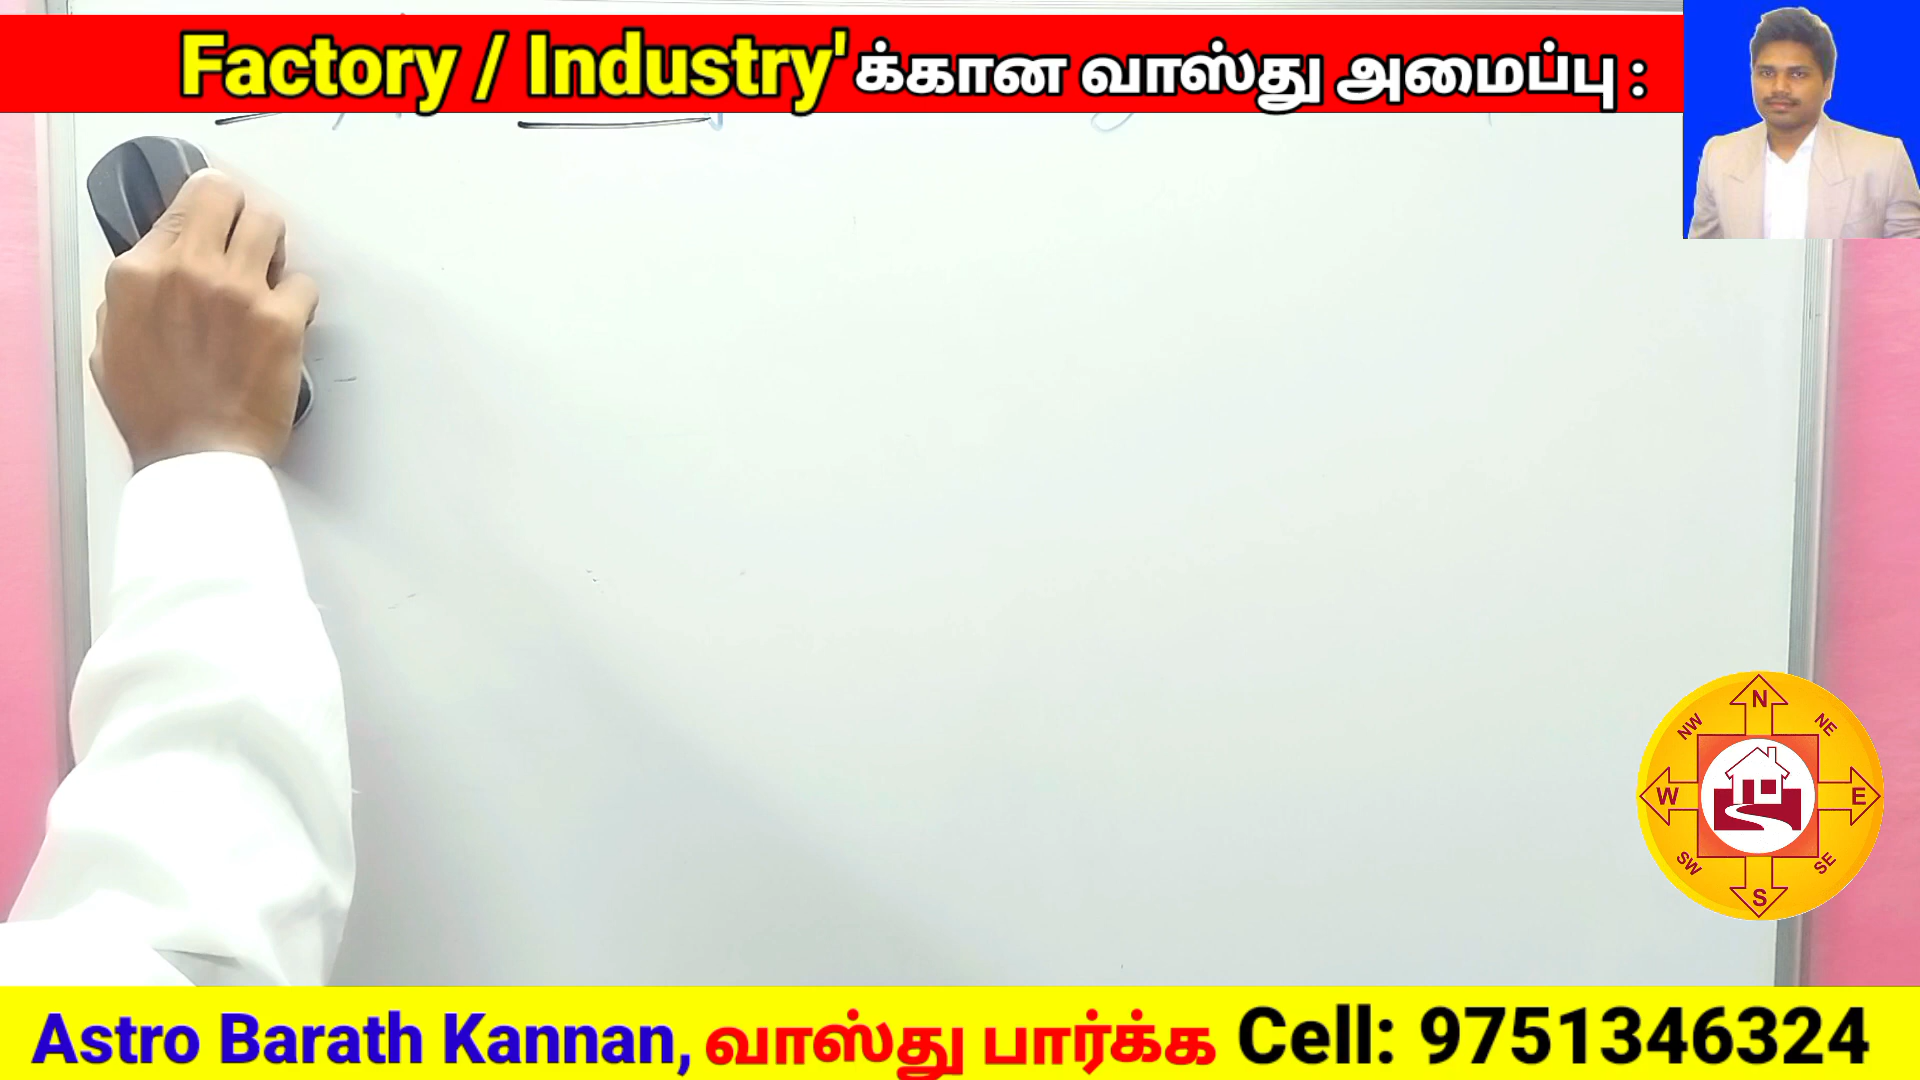 Factory / Industry'க்கான வாஸ்து அமைப்பு :
N
NW NE
W E
SW SE
S
Astro Barath Kannan, வாஸ்து பார்க்க Cell: 9751346324